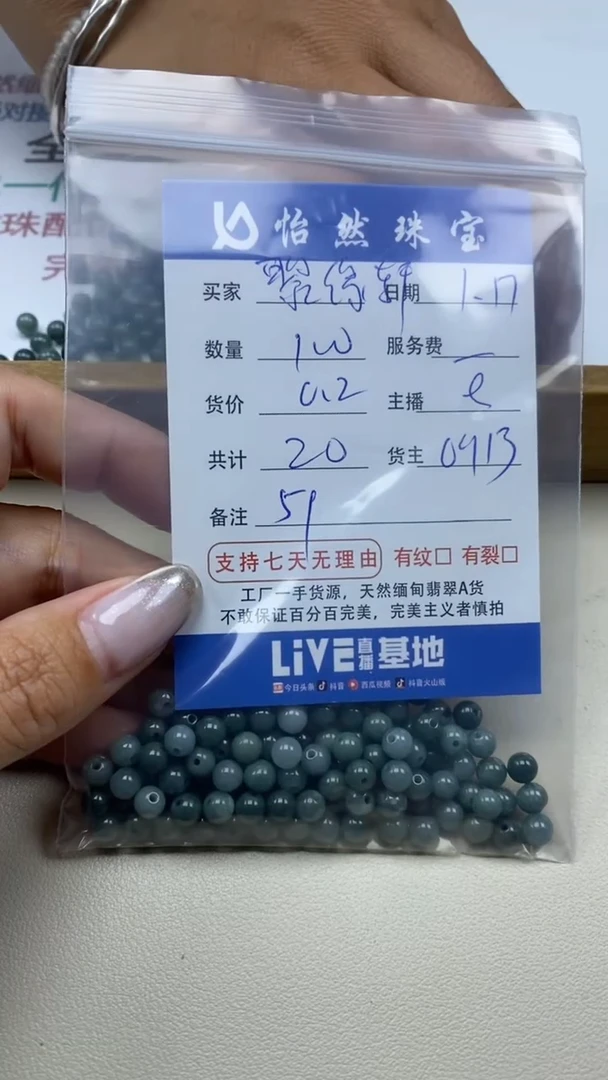 怡然珠宝
买家 翠缘轩 日期 1.17
数量 100 服务费 —
货价 0.2 主播 e
共计 20 货主 0913
备注 51
支持七天无理由 有纹□ 有裂□
工厂一手货源，天然缅甸翡翠A货
不敢保证百分百完美，完美主义者慎拍
LiVE直播基地
今日头条 抖音 西瓜视频 抖音火山版